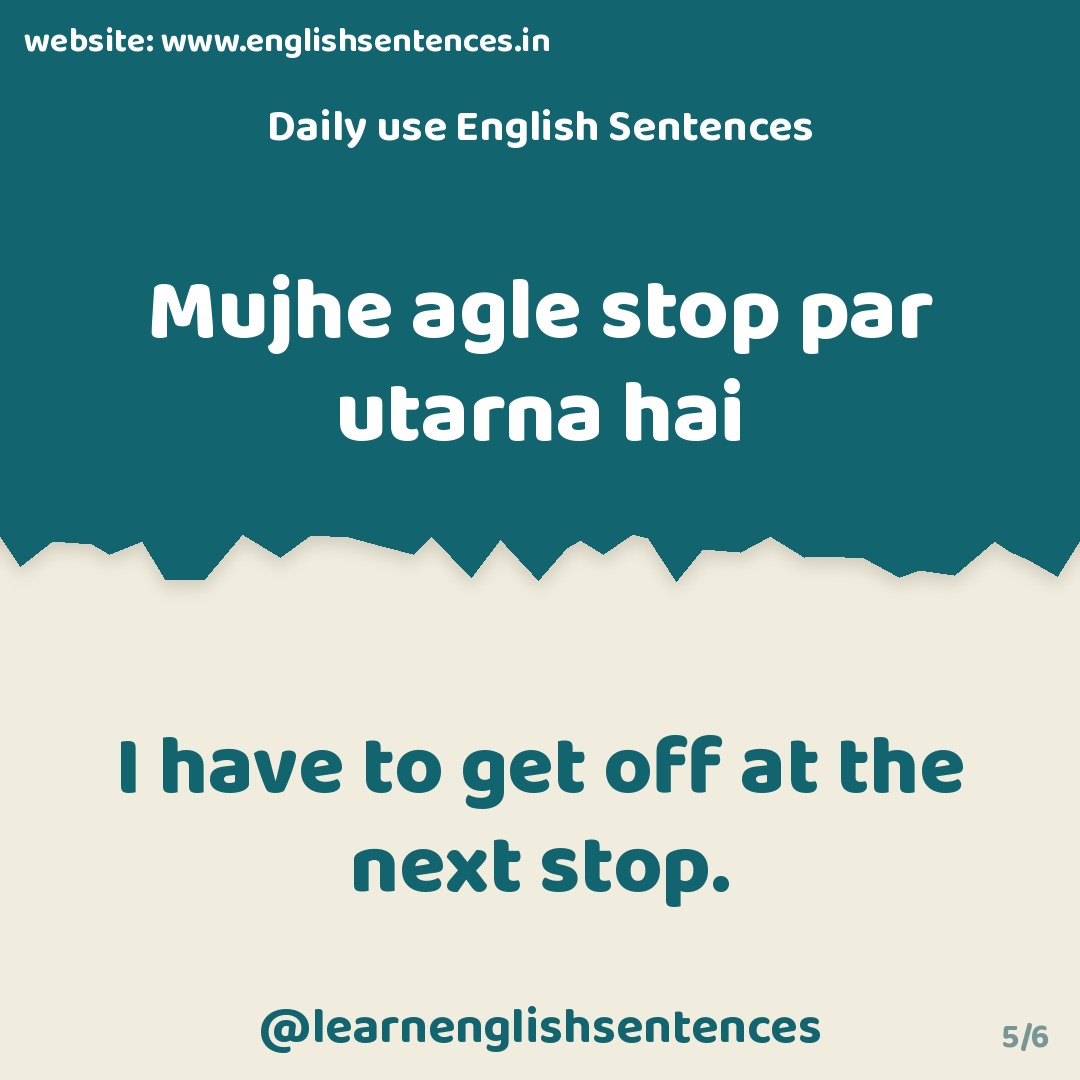 website: www.englishsentences.in
Daily use English Sentences
Mujhe agle stop par
utarna hai
I have to get off at the
next stop.
@learnenglishsentences
5/6